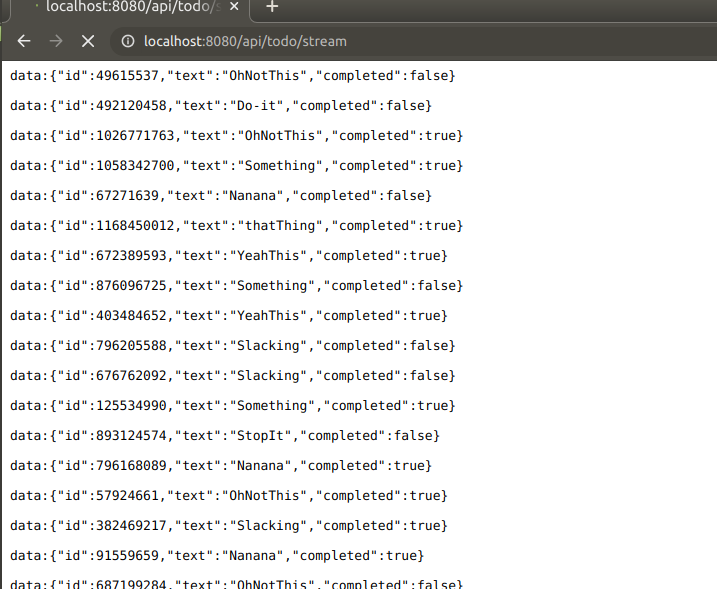 localhost:8080/api/todo/s
localhost:8080/api/todo/stream
data:{"id":49615537,"text":"OhNotThis","completed":false}
data:{"id":492120458,"text":"Do-it","completed":false}
data:{"id":1026771763,"text":"OhNotThis","completed":true}
data:{"id":1058342700,"text":"Something","completed":true}
data:{"id":67271639,"text":"Nanana","completed":false}
data:{"id":1168450012,"text":"thatThing","completed":true}
data:{"id":672389593,"text":"YeahThis","completed":true}
data:{"id":876096725,"text":"Something","completed":false}
data:{"id":403484652,"text":"YeahThis","completed":true}
data:{"id":796205588,"text":"Slacking","completed":false}
data:{"id":676762092,"text":"Slacking","completed":false}
data:{"id":125534990,"text":"Something","completed":true}
data:{"id":893124574,"text":"StopIt","completed":false}
data:{"id":796168089,"text":"Nanana","completed":true}
data:{"id":57924661,"text":"OhNotThis","completed":true}
data:{"id":382469217,"text":"Slacking","completed":true}
data:{"id":91559659,"text":"Nanana","completed":true}
data:{"id":687199284,"text":"OhNotThis","completed":false}